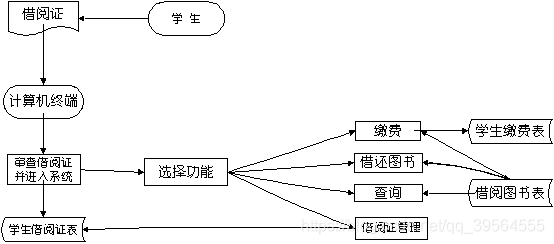 借阅证
学 生
计算机终端
缴费
学生缴费表
审查借阅证
并进入系统
选择功能
借还图书
查询
借阅图书表
学生借阅证表
借阅证管理
https://blog.csdn.net/qq_39564555